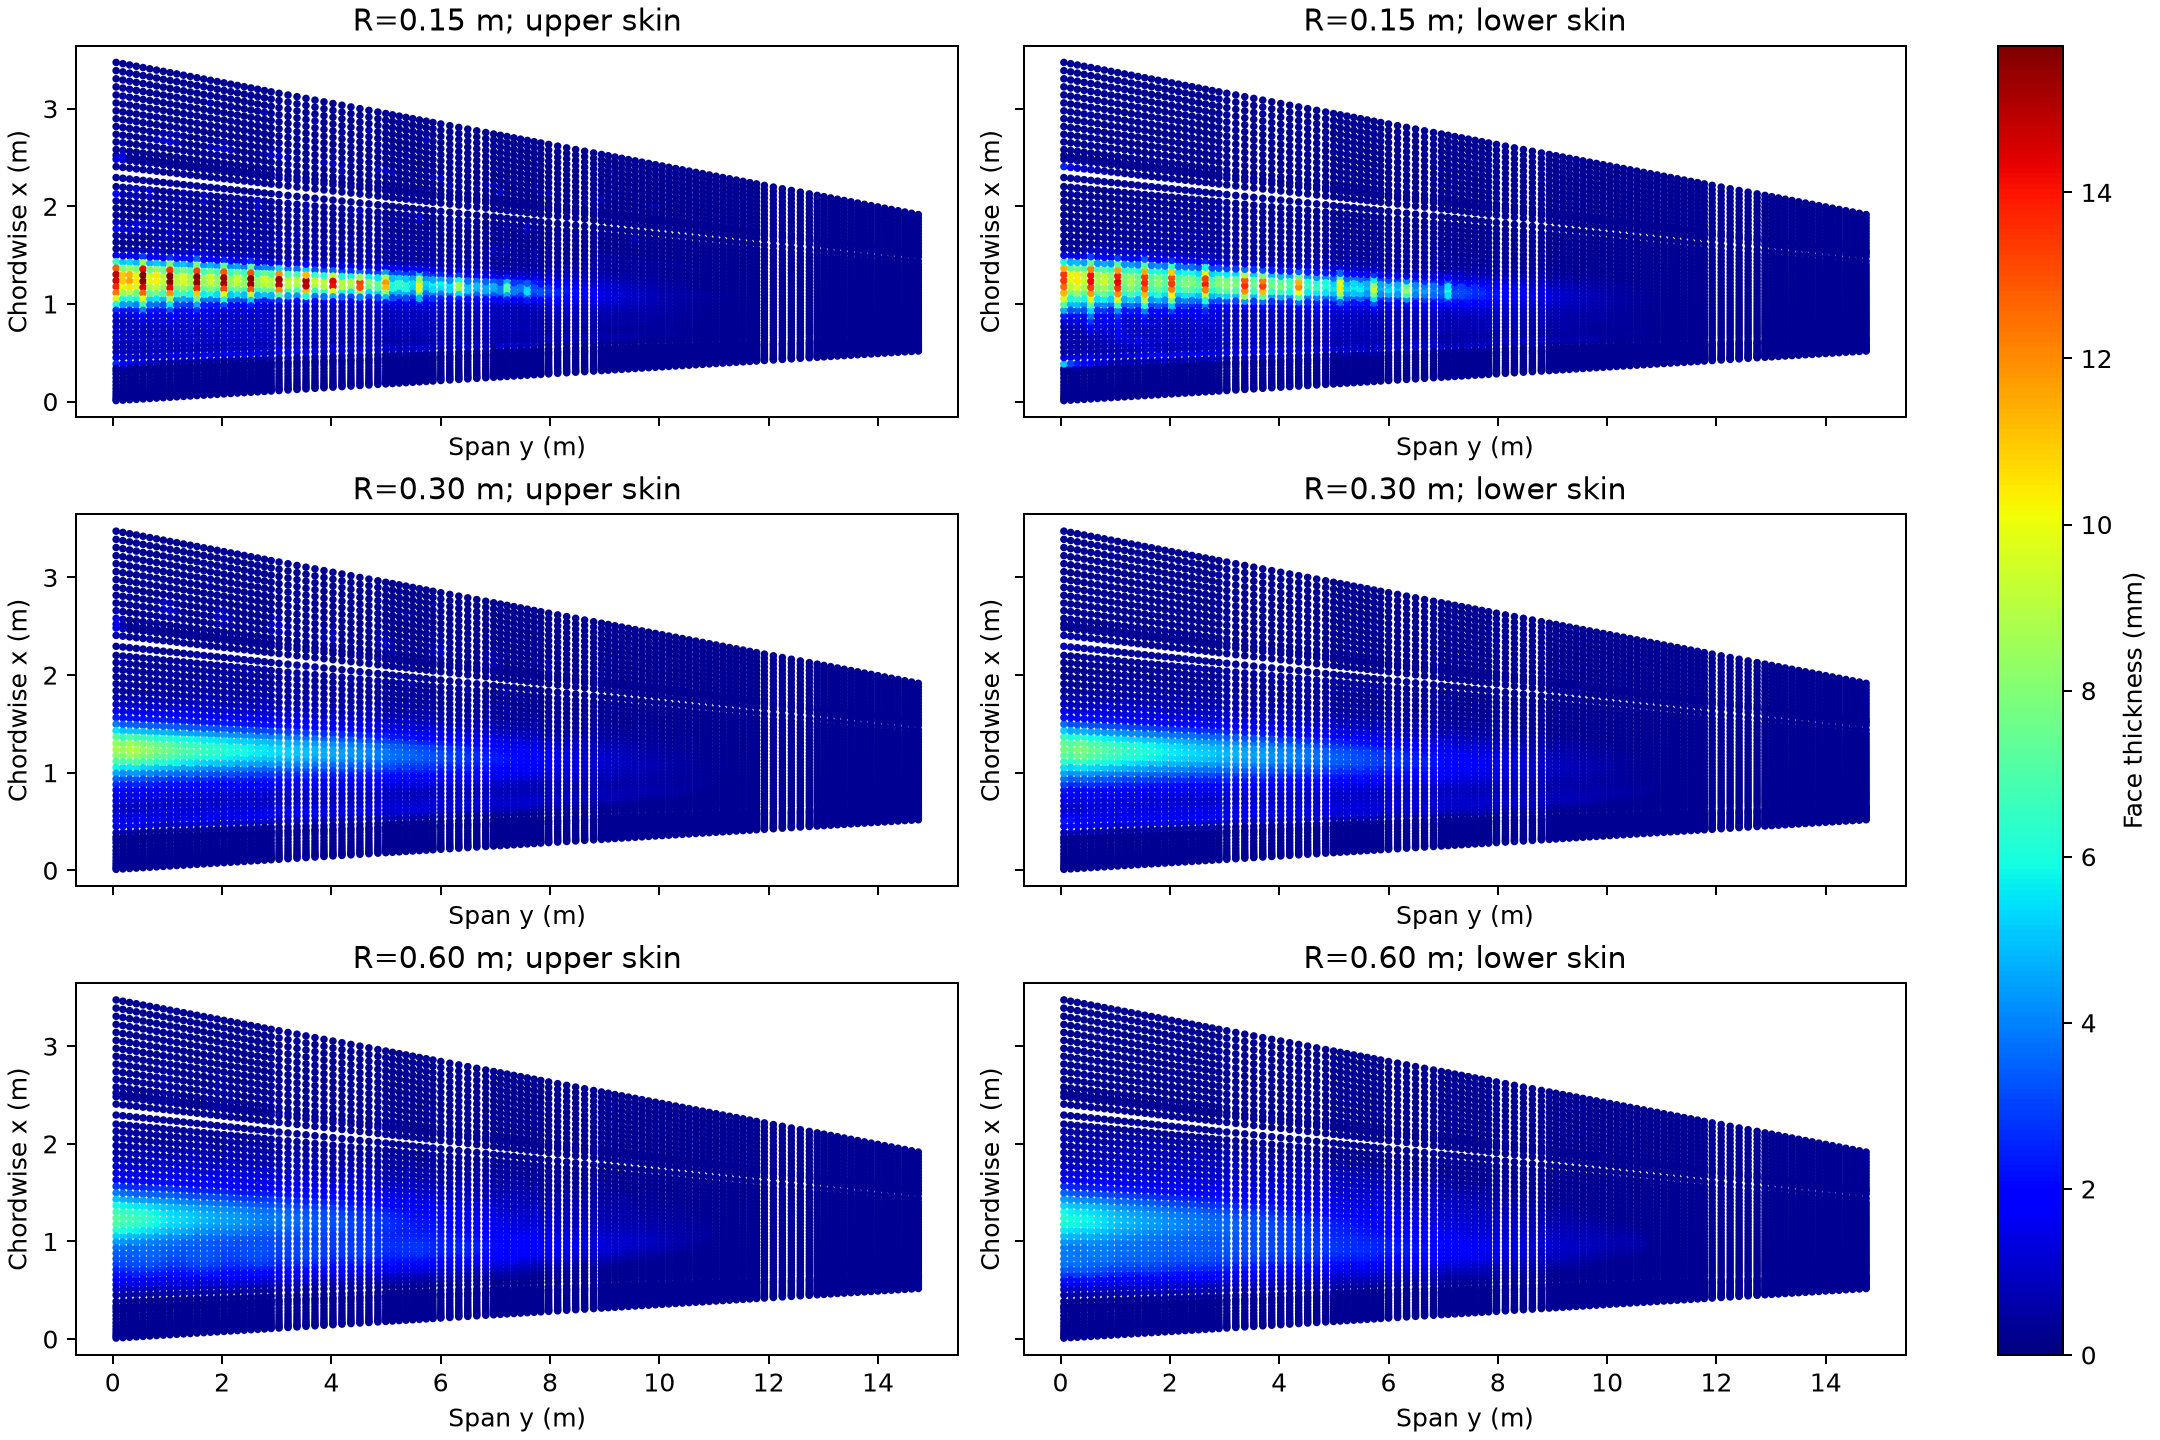 R=0.15 m; upper skin
R=0.15 m; lower skin
Chordwise x (m)
3
2
1
0
Span y (m)
Chordwise x (m)
Span y (m)
R=0.30 m; upper skin
R=0.30 m; lower skin
Chordwise x (m)
3
2
1
0
Span y (m)
Chordwise x (m)
Span y (m)
R=0.60 m; upper skin
R=0.60 m; lower skin
Chordwise x (m)
3
2
1
0
0 2 4 6 8 10 12 14
Span y (m)
Chordwise x (m)
0 2 4 6 8 10 12 14
Span y (m)
14
12
10
8
6
4
2
0
Face thickness (mm)